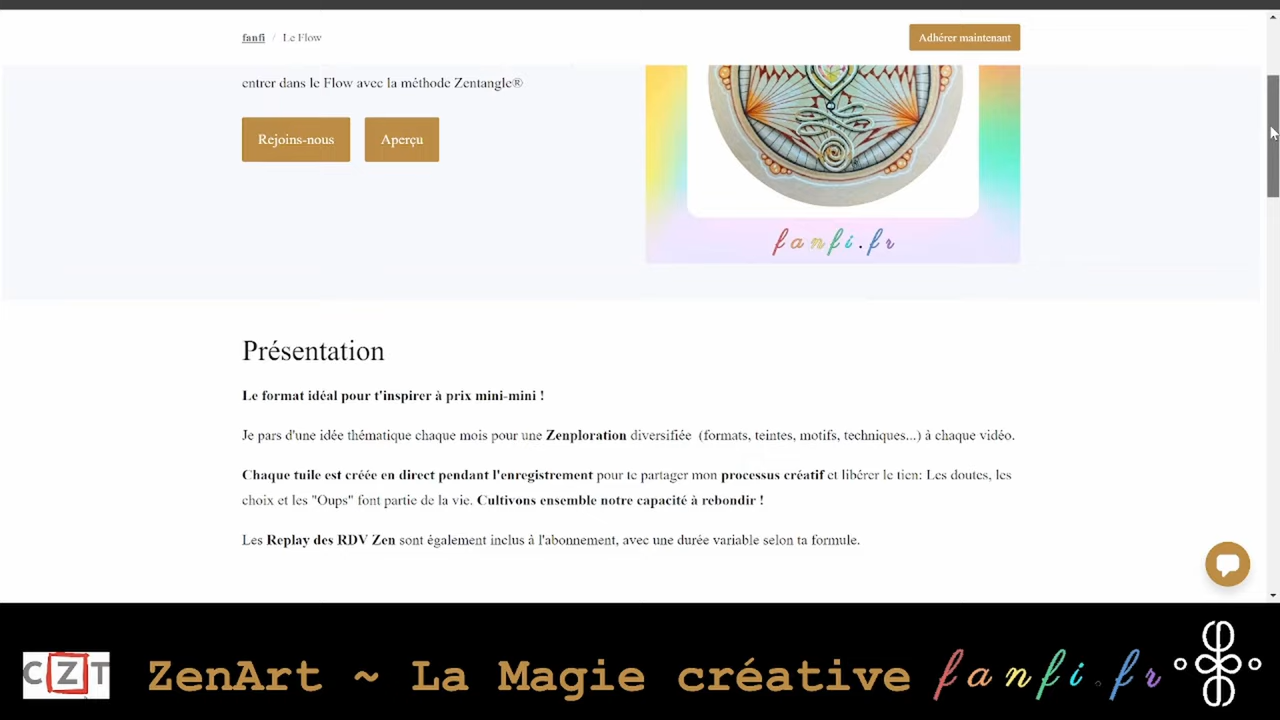 fanfi / Le Flow
Adhérer maintenant
entrer dans le Flow avec la méthode Zentangle®
Rejoins-nous
Aperçu
fanfi.fr
Présentation
Le format idéal pour t'inspirer à prix mini-mini !
Je pars d'une idée thématique chaque mois pour une Zenploration diversifiée (formats, teintes, motifs, techniques...) à chaque vidéo.
Chaque tuile est créée en direct pendant l'enregistrement pour te partager mon processus créatif et libérer le tien: Les doutes, les
choix et les "Oups" font partie de la vie. Cultivons ensemble notre capacité à rebondir !
Les Replay des RDV Zen sont également inclus à l'abonnement, avec une durée variable selon ta formule.
CZT
ZenArt ~ La Magie créative fanfi.fr